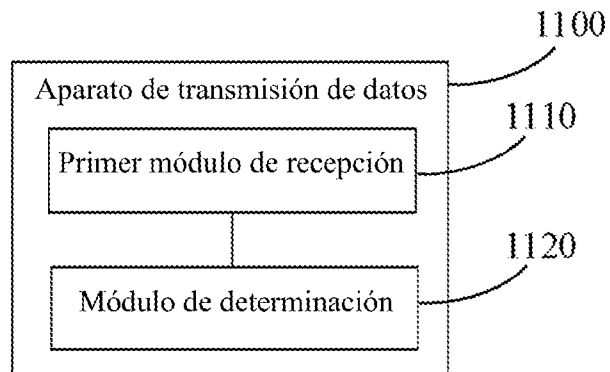 1100
Aparato de transmisión de datos
1110
Primer módulo de recepción
1120
Módulo de determinación